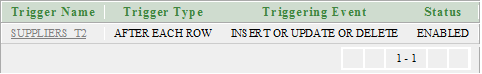 Trigger Name Trigger Type Triggering Event Status
SUPPLIERS_T2 AFTER EACH ROW INSERT OR UPDATE OR DELETE ENABLED
1 - 1